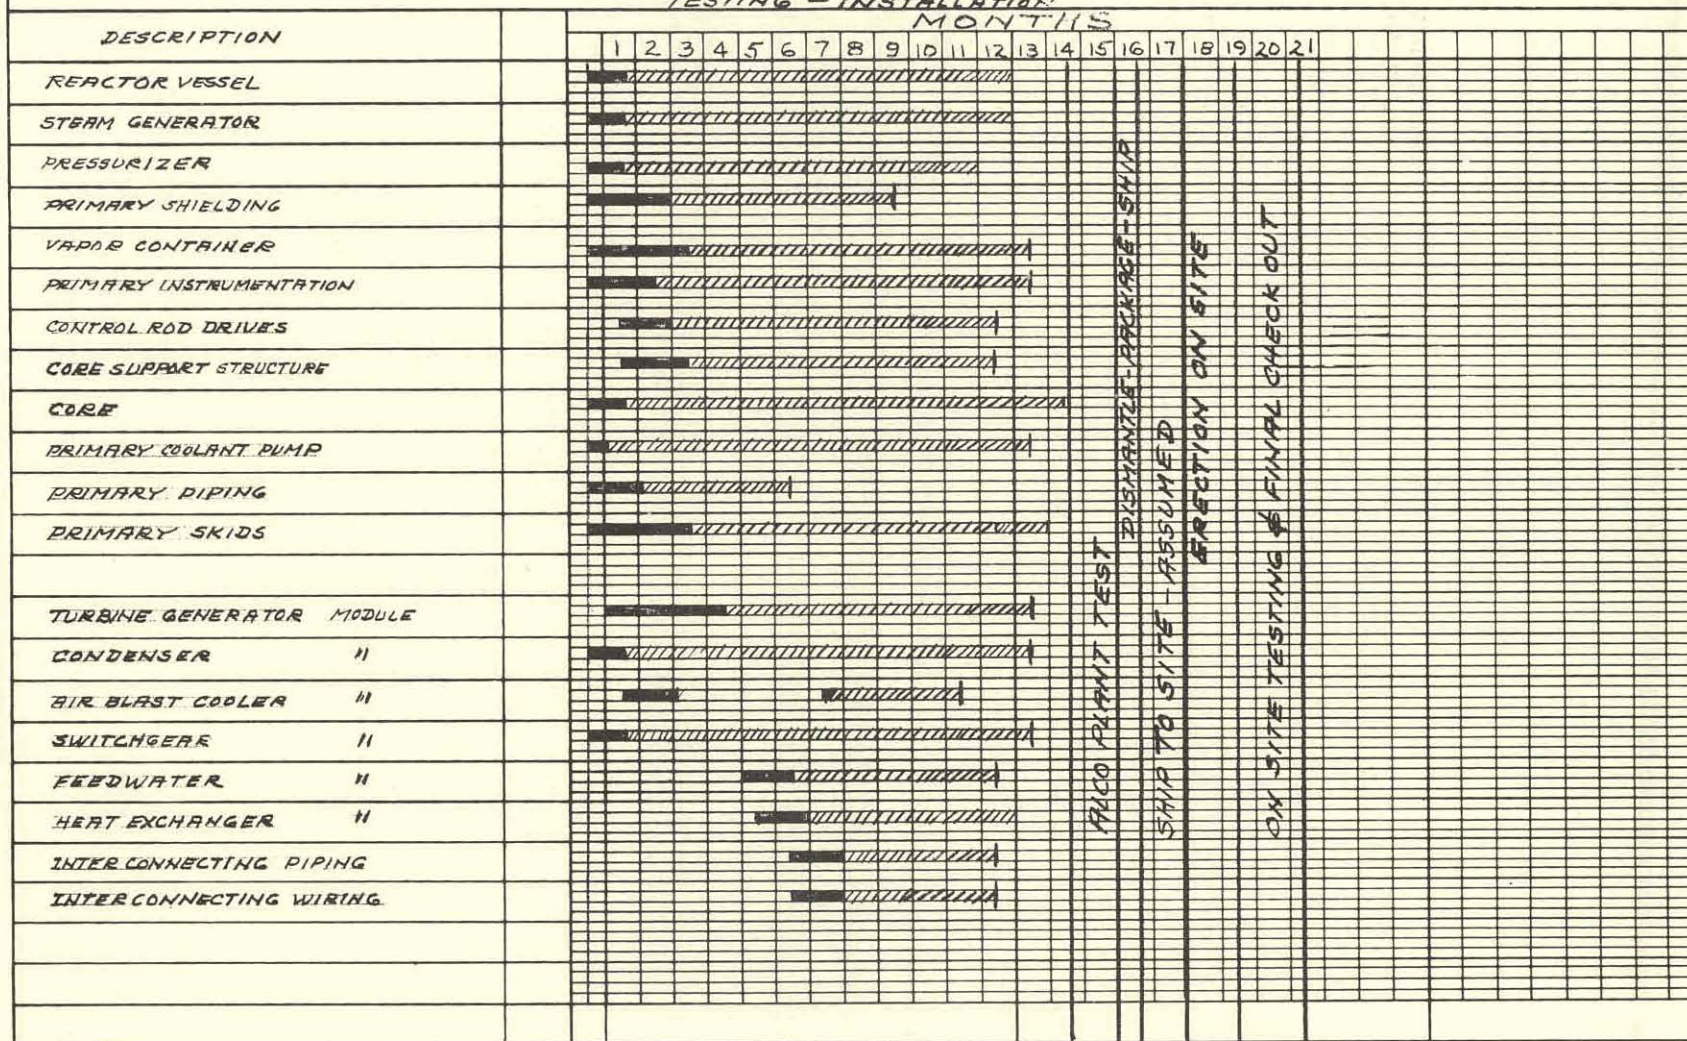 TESTING - INSTALLATION
MONTHS
DESCRIPTION
1 2 3 4 5 6 7 8 9 10 11 12 13 14 15 16 17 18 19 20 21
REACTOR VESSEL
STEAM GENERATOR
PRESSURIZER
PRIMARY SHIELDING
VAPOR CONTAINER
PRIMARY INSTRUMENTATION
CONTROL ROD DRIVES
CORE SUPPORT STRUCTURE
CORE
PRIMARY COOLANT PUMP
PRIMARY PIPING
PRIMARY SKIDS
TURBINE GENERATOR MODULE
CONDENSER "
AIR BLAST COOLER "
SWITCHGEAR "
FEEDWATER "
HEAT EXCHANGER "
INTER CONNECTING PIPING
INTER CONNECTING WIRING
ALCO PLANT TEST
DISMANTLE-PACKAGE-SHIP
SHIP TO SITE - ASSUMED
ERECTION ON SITE
ON SITE TESTING & FINAL CHECK OUT